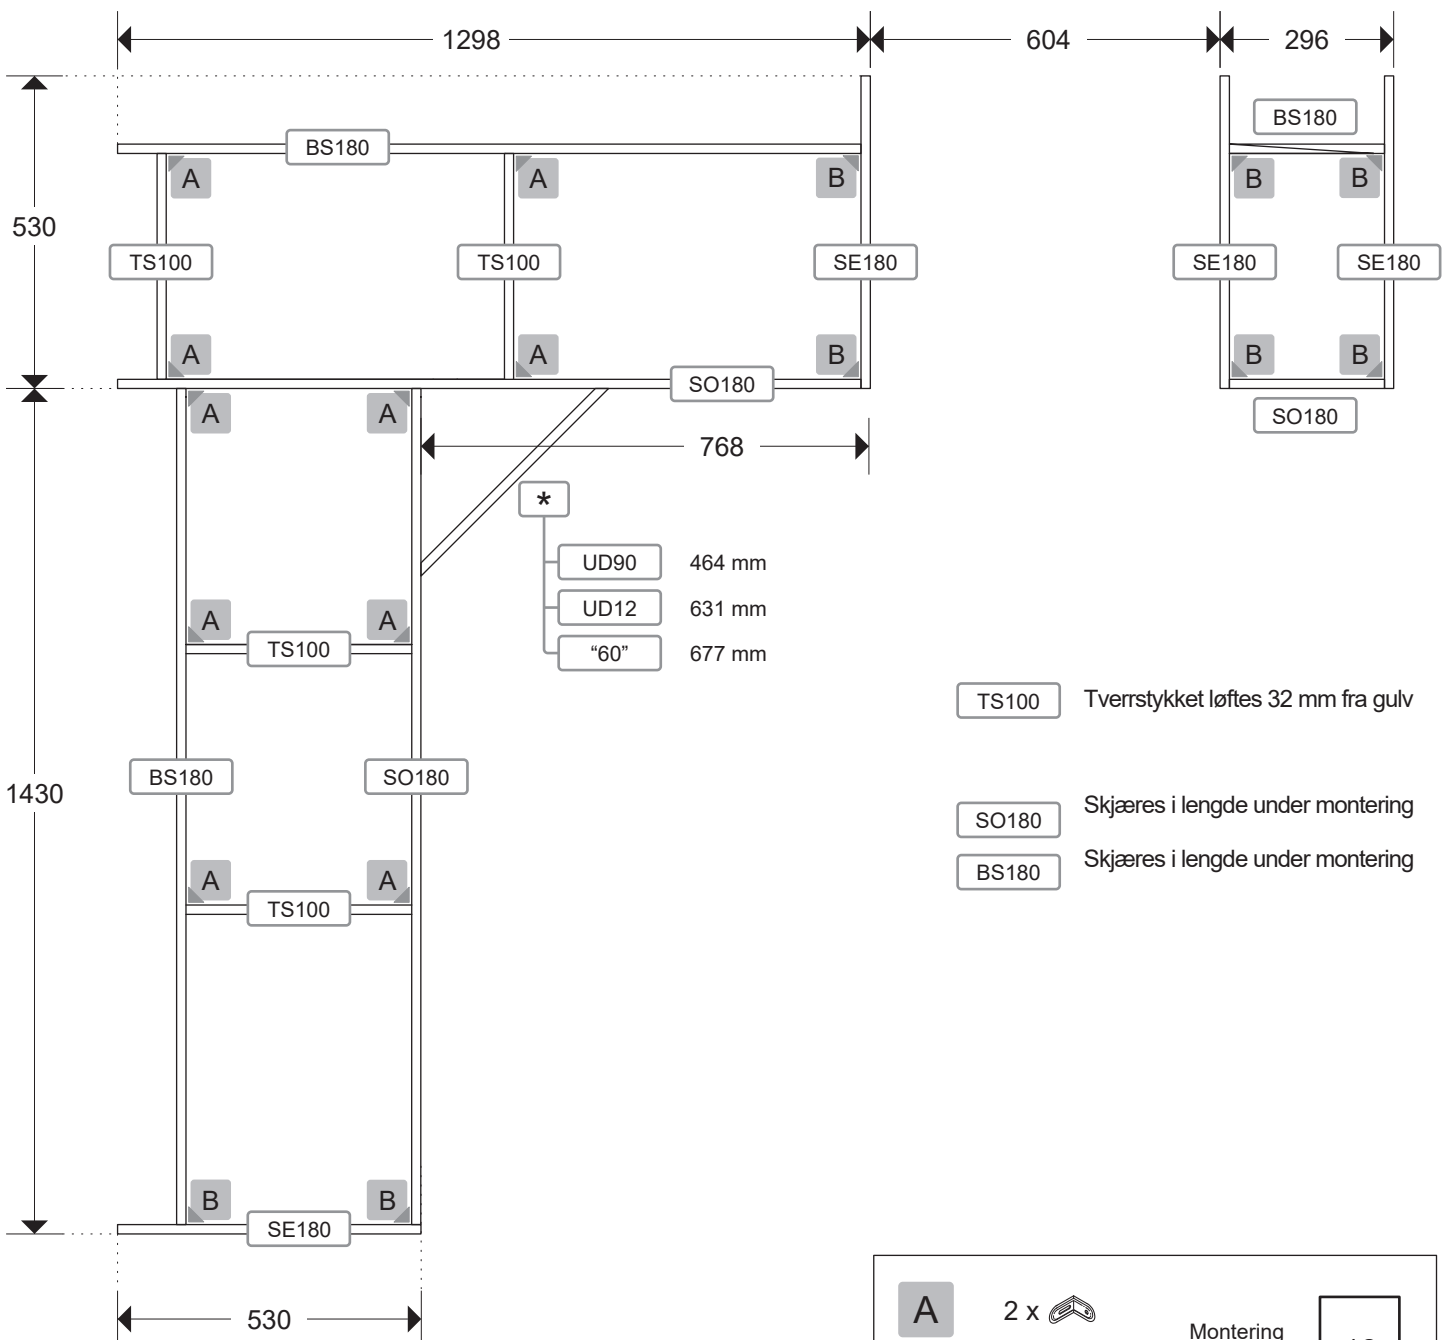 1298 604 296
BS180 BS180
A A B B B
530
TS100 TS100 SE180 SE180 SE180
A A B B B
SO180
SO180
A A
768
*
UD90 464 mm
UD12 631 mm
“60” 677 mm
A A
TS100
TS100 Tverrstykket løftes 32 mm fra gulv
BS180 SO180
1430
SO180 Skjæres i lengde under montering
BS180 Skjæres i lengde under montering
A A
TS100
B B
SE180
530
A 2 x
Montering